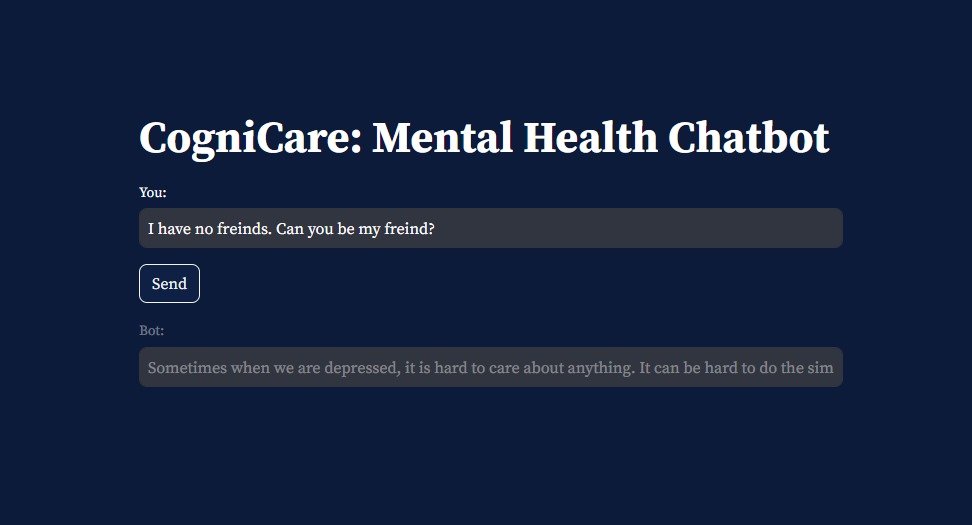 CogniCare: Mental Health Chatbot
You:
I have no freinds. Can you be my freind?
Send
Bot:
Sometimes when we are depressed, it is hard to care about anything. It can be hard to do the sim